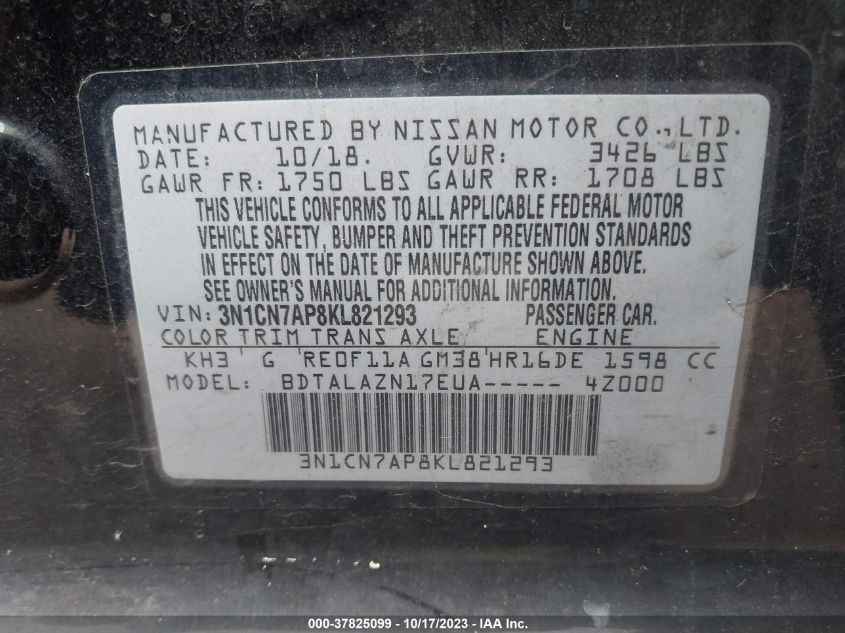 MANUFACTURED BY NISSAN MOTOR CO., LTD.
DATE: 10/18. GVWR: 3426 LBS
GAWR FR: 1750 LBS GAWR RR: 1708 LBS
THIS VEHICLE CONFORMS TO ALL APPLICABLE FEDERAL MOTOR
VEHICLE SAFETY, BUMPER AND THEFT PREVENTION STANDARDS
IN EFFECT ON THE DATE OF MANUFACTURE SHOWN ABOVE.
SEE OWNER'S MANUAL FOR ADDITIONAL INFORMATION.
VIN: 3N1CN7AP8KL821293 PASSENGER CAR.
COLOR TRIM TRANS AXLE ENGINE
KH3 G RE0F11A GM38 HR16DE 1598 CC
MODEL: BDTALAZN17EUA----- 4Z000
3N1CN7AP8KL821293
000-37825099 - 10/17/2023 - IAA Inc.